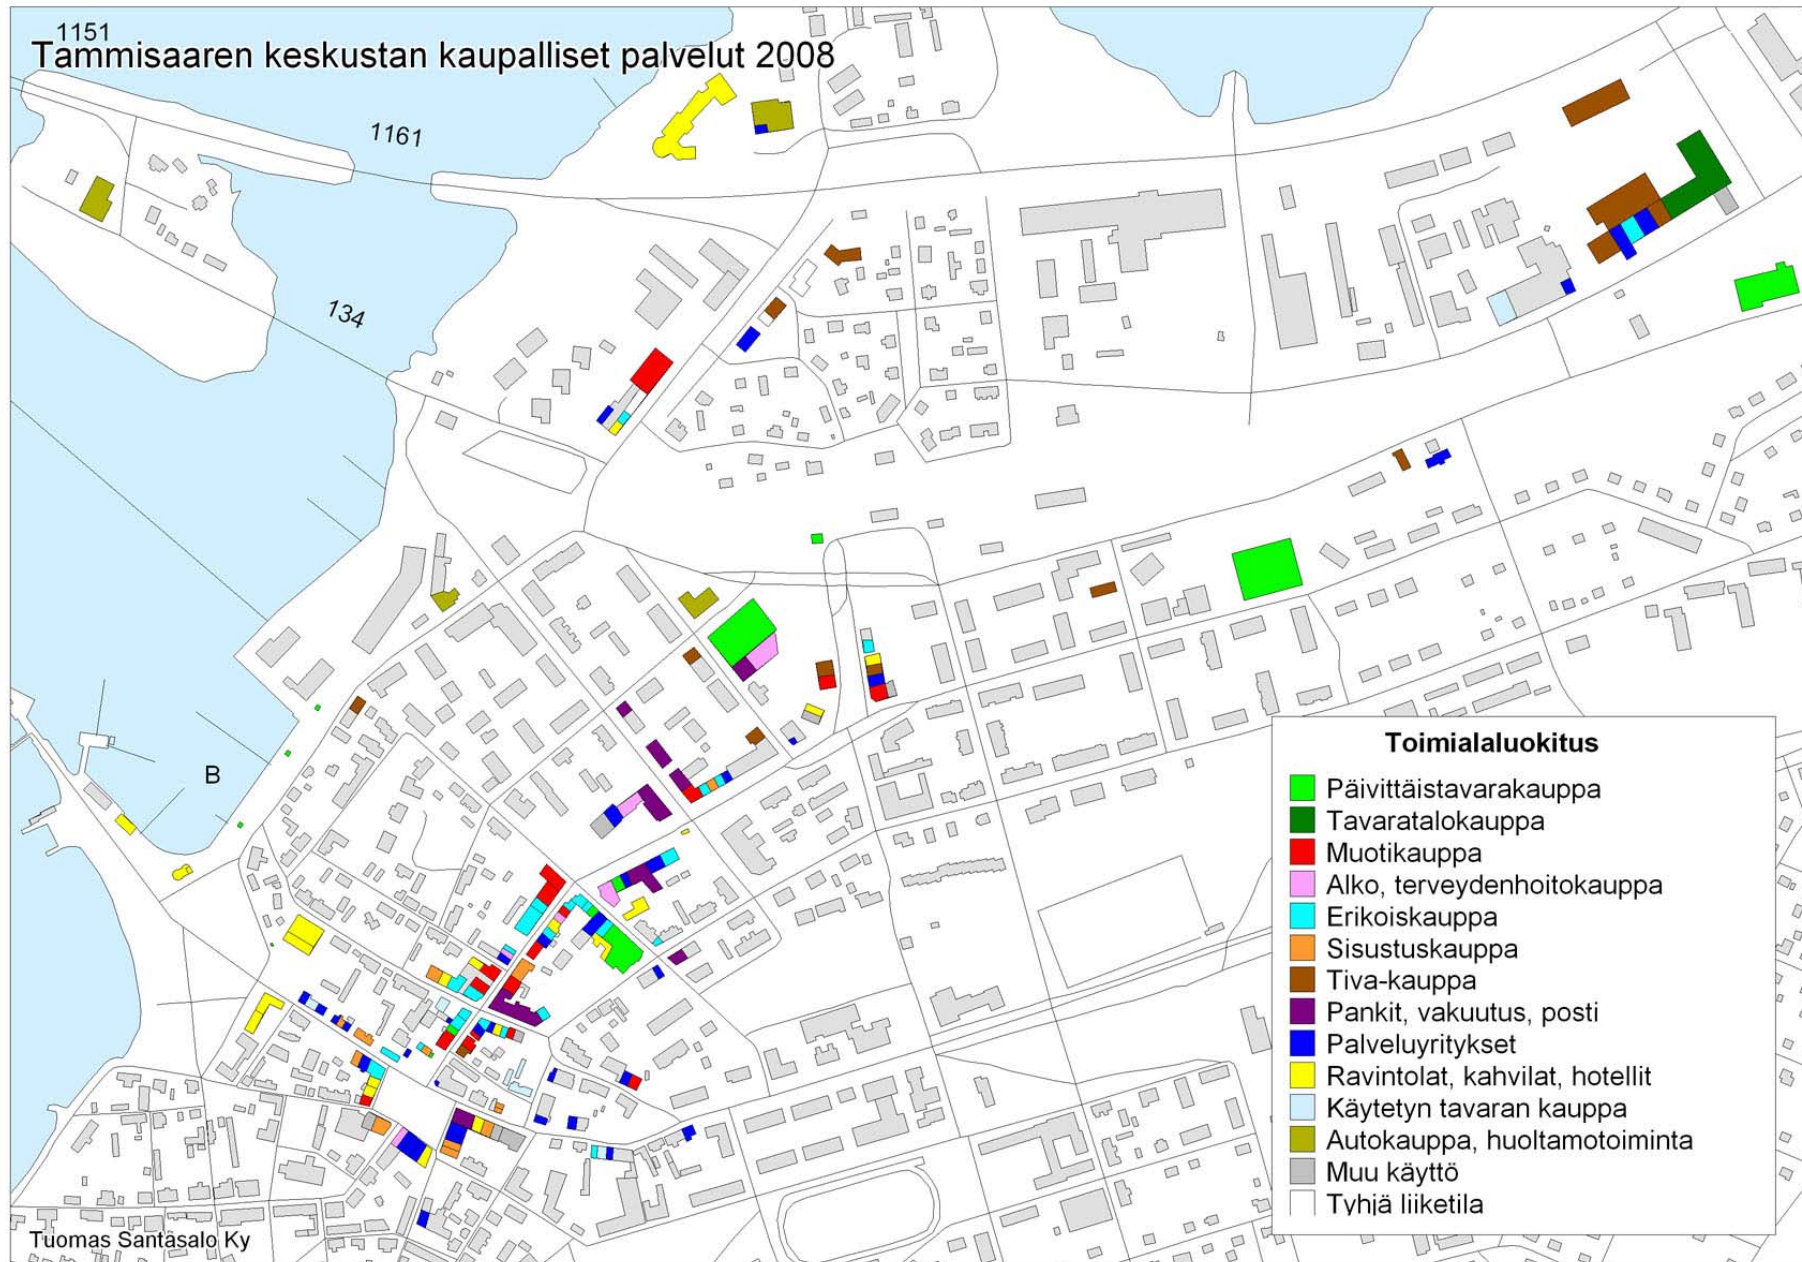 1151
Tammisaaren keskustan kaupalliset palvelut 2008
1161
134
B
Toimialaluokitus
Päivittäistavarakauppa
Tavaratalokauppa
Muotikauppa
Alko, terveydenhoitokauppa
Erikoiskauppa
Sisustuskauppa
Tiva-kauppa
Pankit, vakuutus, posti
Palveluyritykset
Ravintolat, kahvilat, hotellit
Käytetyn tavaran kauppa
Autokauppa, huoltamotoiminta
Muu käyttö
Tyhjä liiketila
Tuomas Santasalo Ky